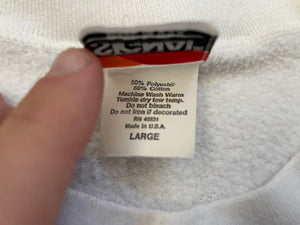 SIGNAL
50% Polyester
50% Cotton
Machine Wash Warm
Tumble dry low temp.
Do not bleach
Do not iron if decorated
Made in U.S.A.
LARGE